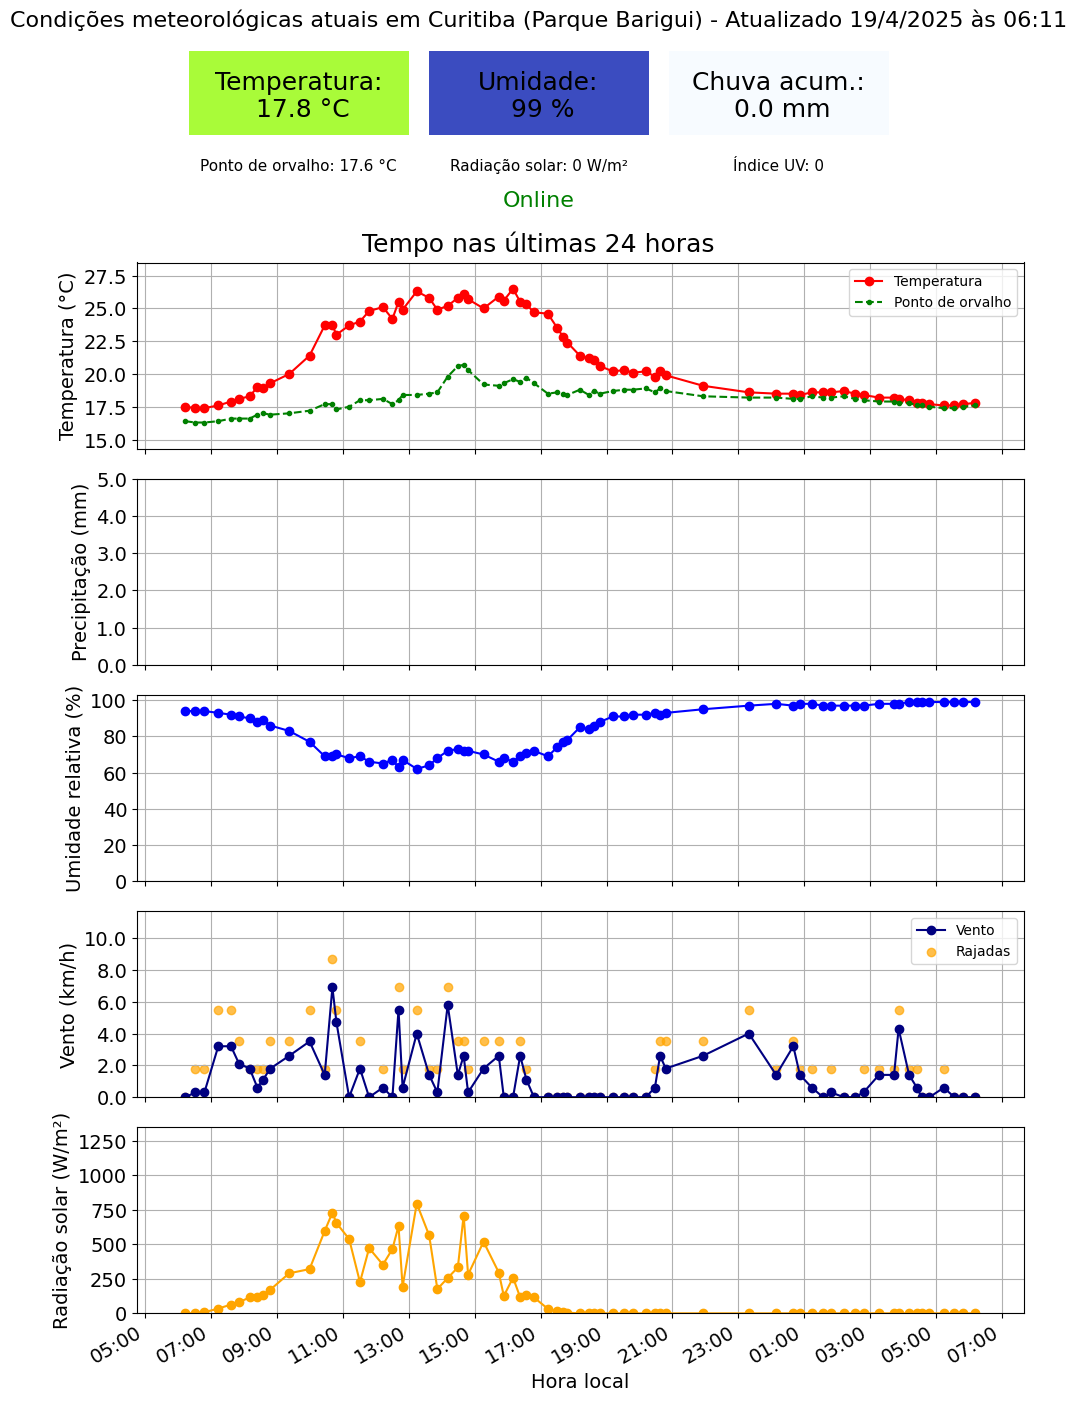 Condições meteorológicas atuais em Curitiba (Parque Barigui) - Atualizado 19/4/2025 às 06:11
Temperatura:
17.8 °C
Umidade:
99 %
Chuva acum.:
0.0 mm
Ponto de orvalho: 17.6 °C
Radiação solar: 0 W/m²
Índice UV: 0
Online
Tempo nas últimas 24 horas
Temperatura (°C)
27.5
25.0
22.5
20.0
17.5
15.0
Temperatura
Ponto de orvalho
Precipitação (mm)
5.0
4.0
3.0
2.0
1.0
0.0
Umidade relativa (%)
100
80
60
40
20
0
Vento (km/h)
10.0
8.0
6.0
4.0
2.0
0.0
Vento
Rajadas
Radiação solar (W/m²)
1250
1000
750
500
250
0
05:00 07:00 09:00 11:00 13:00 15:00 17:00 19:00 21:00 23:00 01:00 03:00 05:00 07:00
Hora local